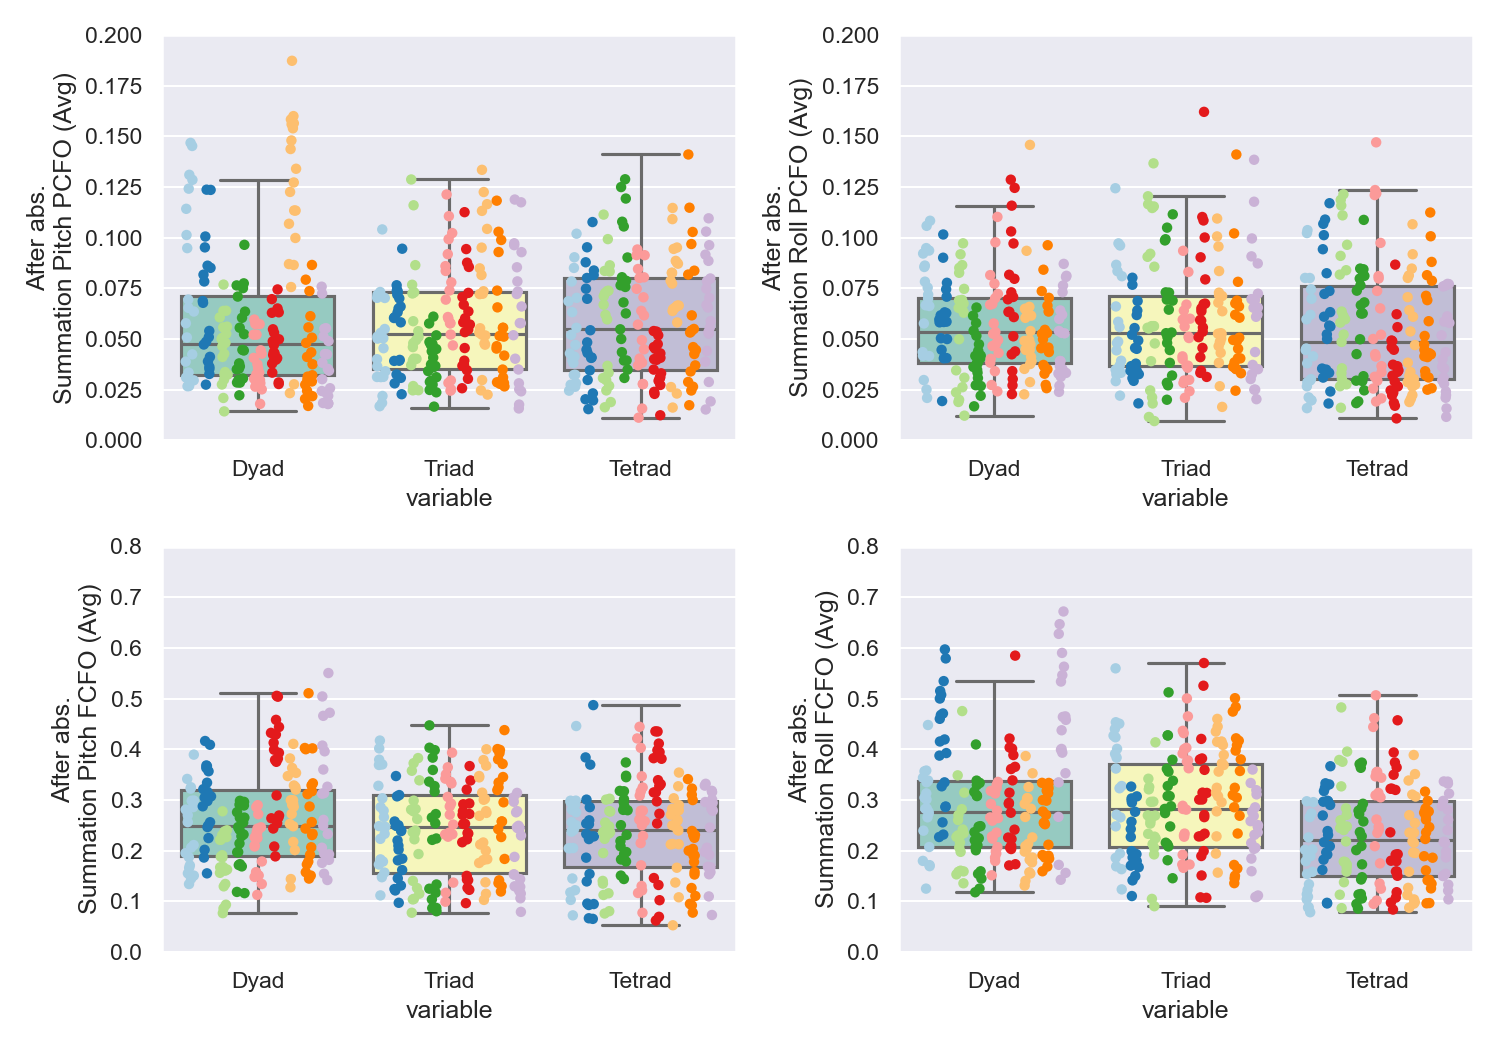 After abs.
Summation Pitch PCFO (Avg)
0.200
0.175
0.150
0.125
0.100
0.075
0.050
0.025
0.000
Dyad Triad Tetrad
variable
After abs.
Summation Roll PCFO (Avg)
0.200
0.175
0.150
0.125
0.100
0.075
0.050
0.025
0.000
Dyad Triad Tetrad
variable
After abs.
Summation Pitch FCFO (Avg)
0.8
0.7
0.6
0.5
0.4
0.3
0.2
0.1
0.0
Dyad Triad Tetrad
variable
After abs.
Summation Roll FCFO (Avg)
0.8
0.7
0.6
0.5
0.4
0.3
0.2
0.1
0.0
Dyad Triad Tetrad
variable